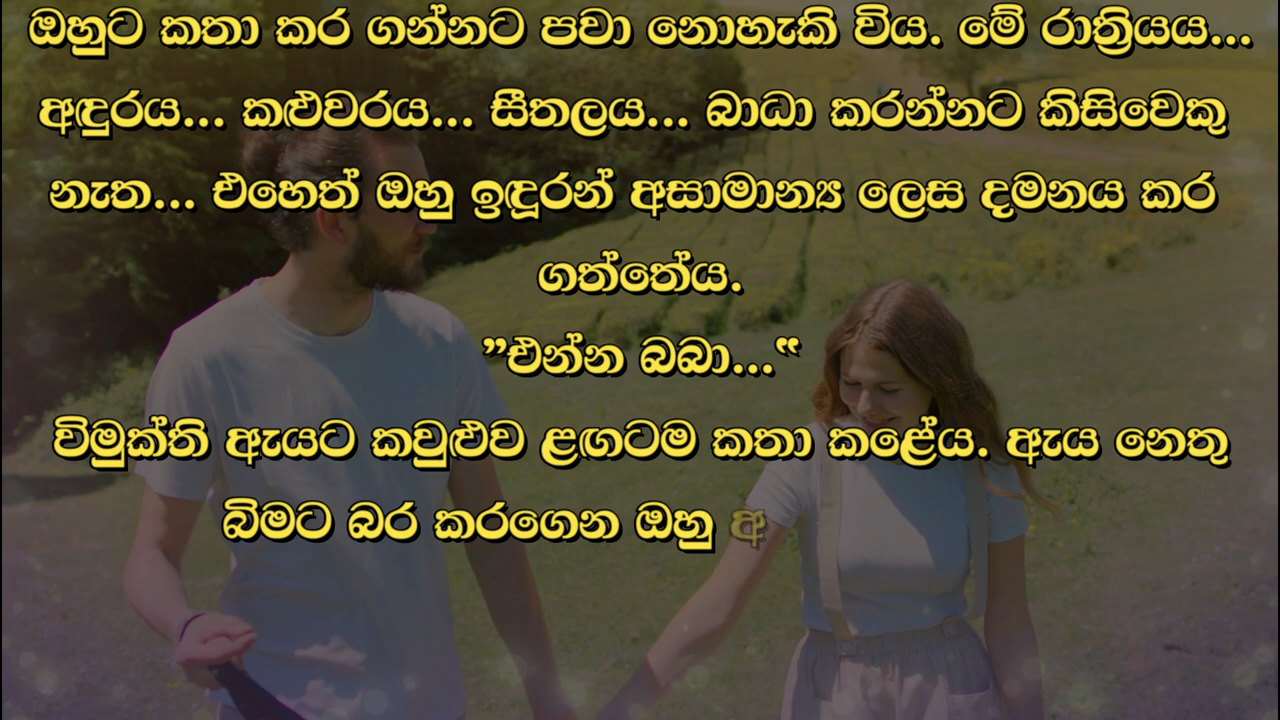 ඔහුට කතා කර ගන්නට පවා නොහැකි විය. මේ රාත්‍රියය...
අඳුරය... කළුවරය... සීතලය... බාධා කරන්නට කිසිවෙකු
නැත... එහෙත් ඔහු ඉඳූරන් අසාමාන්‍ය ලෙස දමනය කර
ගත්තේය.
”එන්න බබා...“
විමුක්ති ඇයට කවුළුව ළඟටම කතා කළේය. ඇය නෙතු
බිමට බර කරගෙන ඔහු අ